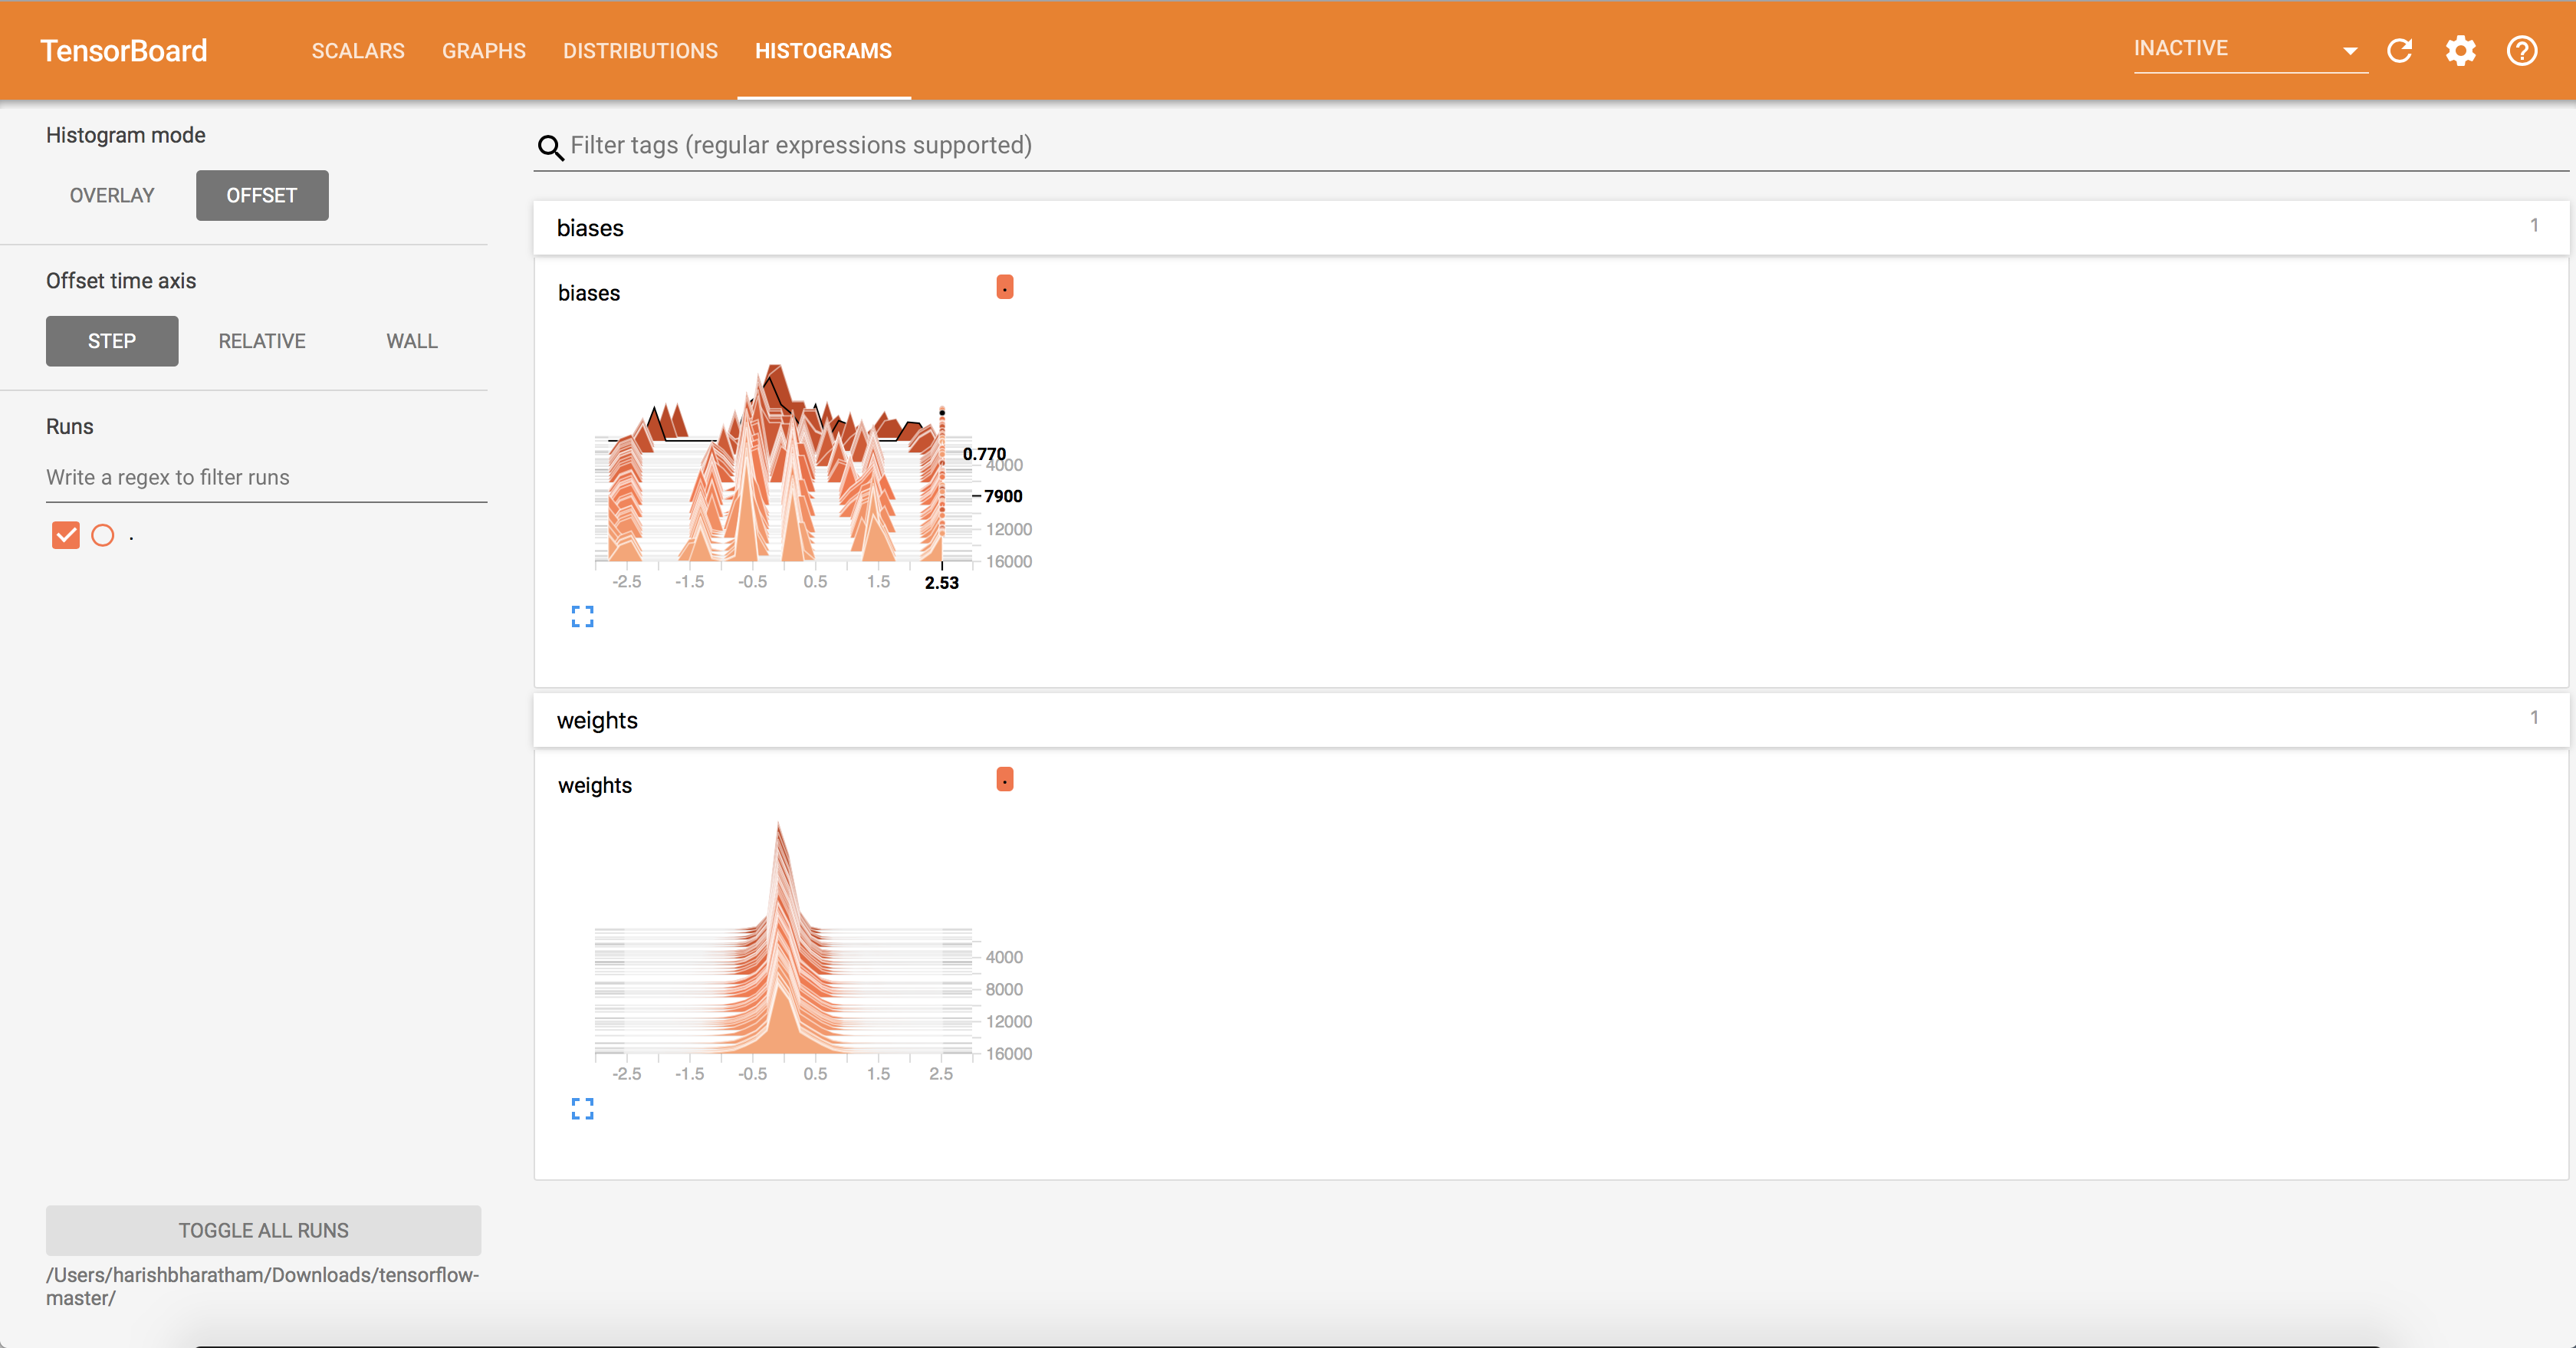 TensorBoard SCALARS GRAPHS DISTRIBUTIONS HISTOGRAMS INACTIVE
Histogram mode
OVERLAY OFFSET
Offset time axis
STEP RELATIVE WALL
Runs
Write a regex to filter runs
.
TOGGLE ALL RUNS
/Users/harishbharatham/Downloads/tensorflow-
master/
Filter tags (regular expressions supported)
biases 1
biases .
0.770
4000
7900
12000
16000
-2.5 -1.5 -0.5 0.5 1.5 2.53
weights 1
weights .
4000
8000
12000
16000
-2.5 -1.5 -0.5 0.5 1.5 2.5